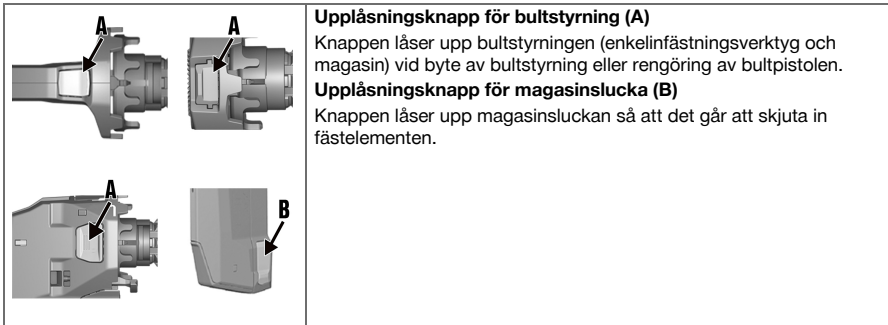 A
A
A
B
Upplåsningsknapp för bultstyrning (A)
Knappen låser upp bultstyrningen (enkelinfästningsverktyg och
magasin) vid byte av bultstyrning eller rengöring av bultpistolen.
Upplåsningsknapp för magasinslucka (B)
Knappen låser upp magasinsluckan så att det går att skjuta in
fästelementen.